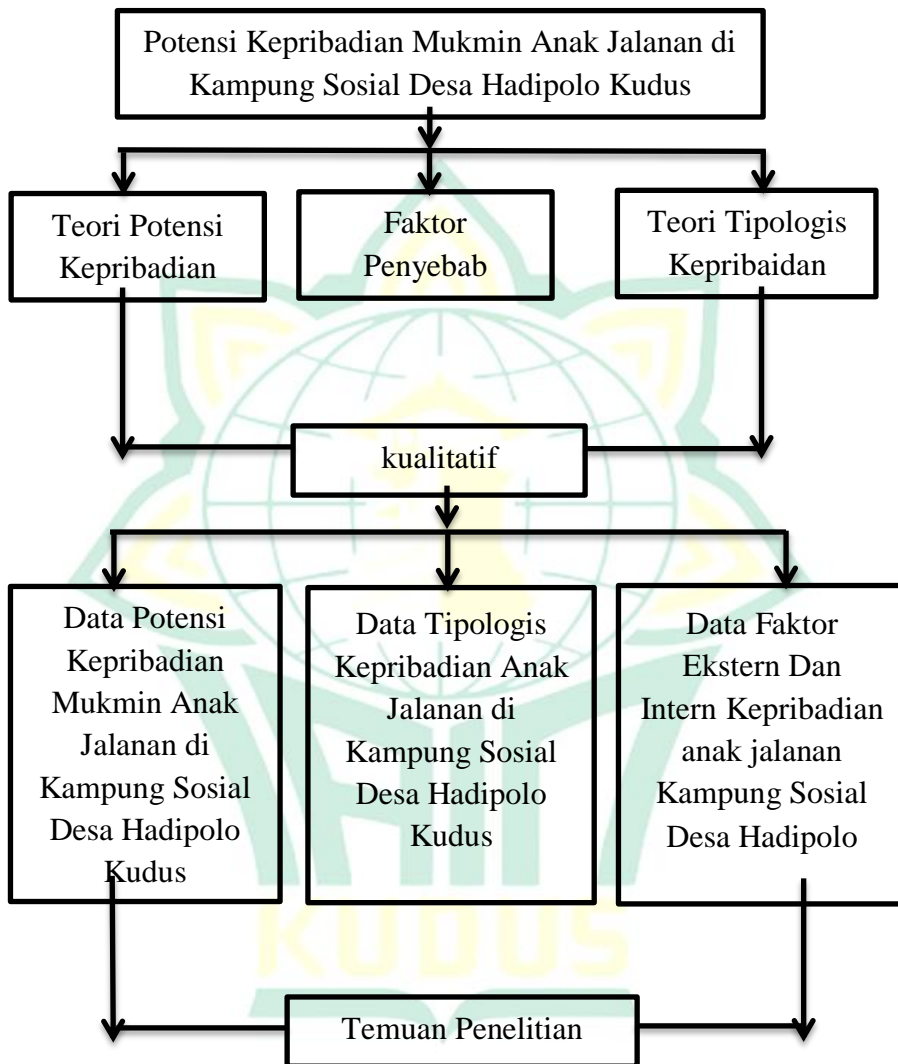 Potensi Kepribadian Mukmin Anak Jalanan di
Kampung Sosial Desa Hadipolo Kudus
Teori Potensi
Kepribadian
Faktor
Penyebab
Teori Tipologis
Kepribaidan
kualitatif
Data Potensi
Kepribadian
Mukmin Anak
Jalanan di
Kampung Sosial
Desa Hadipolo
Kudus
Data Tipologis
Kepribadian Anak
Jalanan di
Kampung Sosial
Desa Hadipolo
Kudus
Data Faktor
Ekstern Dan
Intern Kepribadian
anak jalanan
Kampung Sosial
Desa Hadipolo
IAIN
KUDUS
Temuan Penelitian